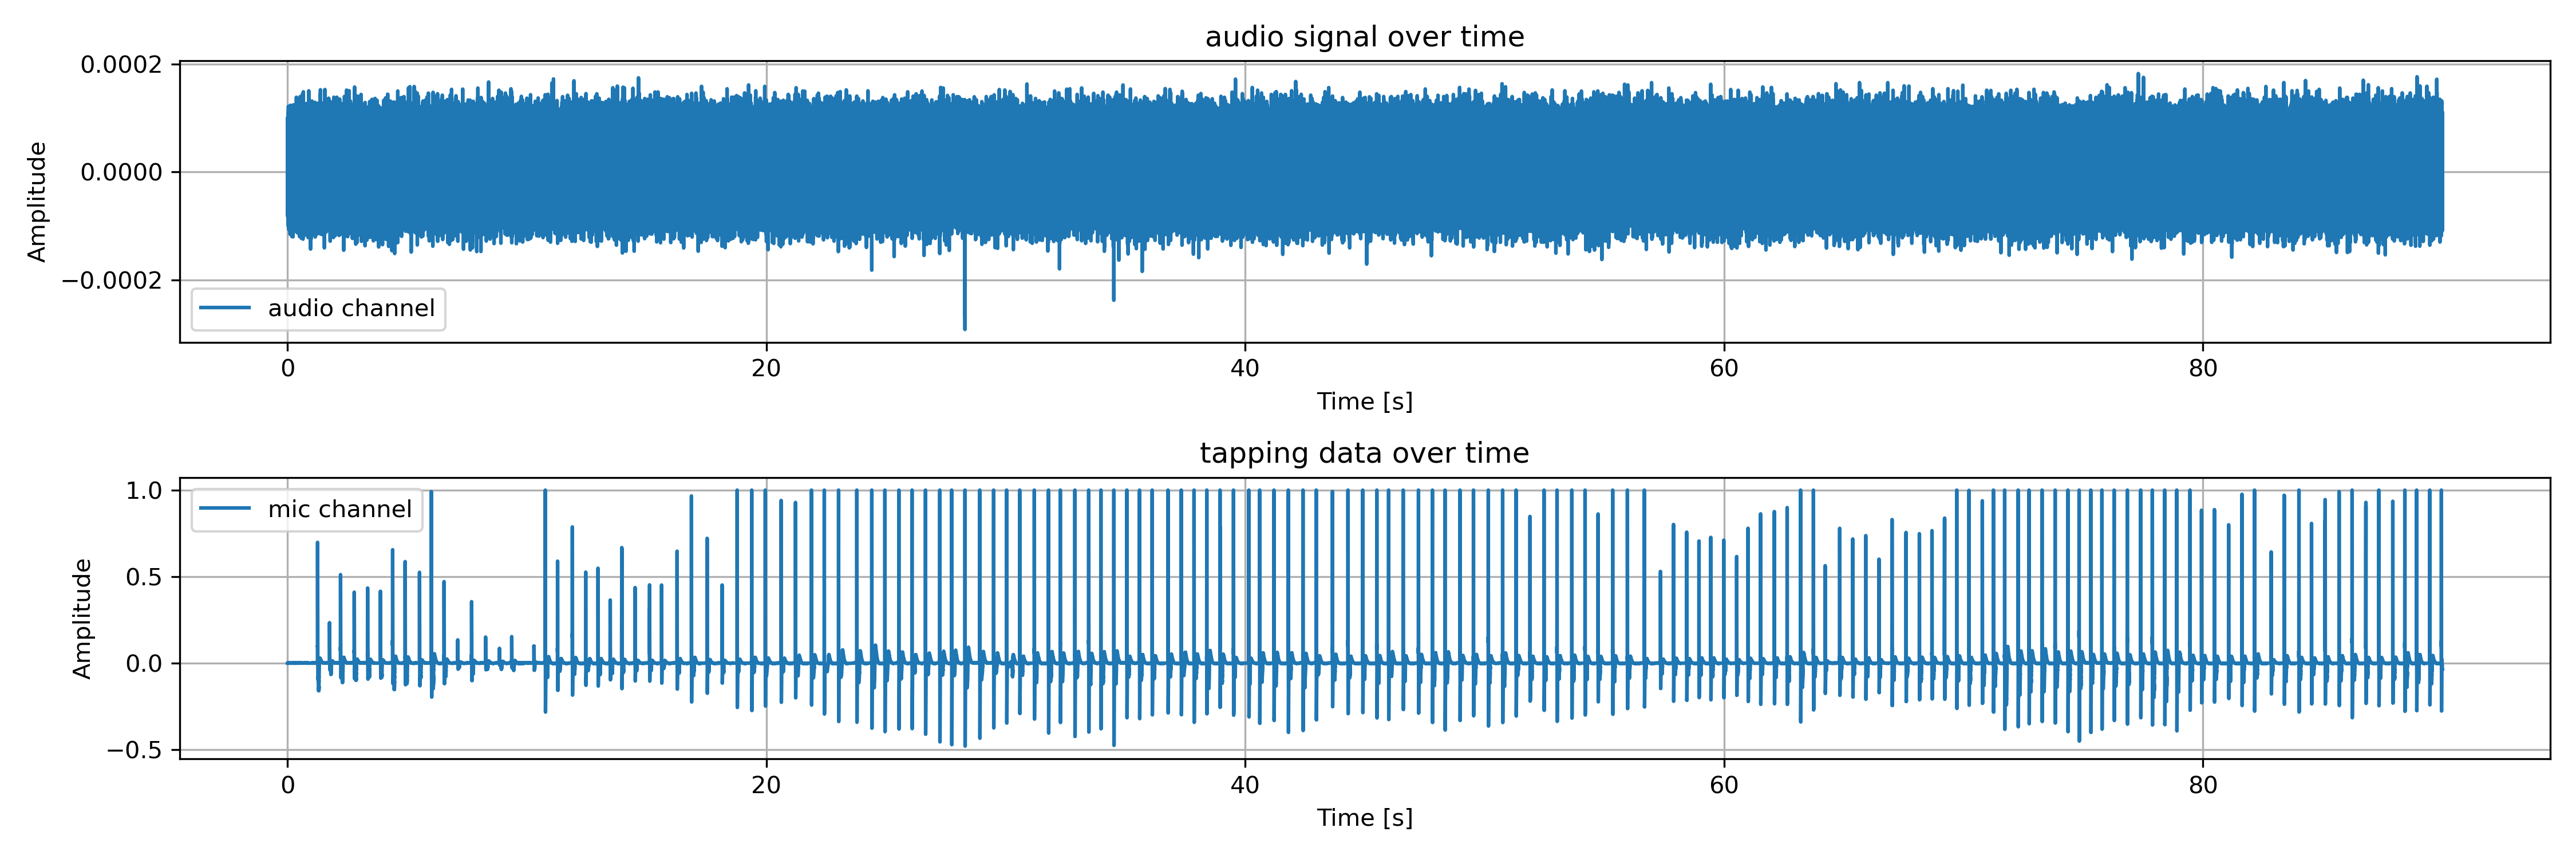 audio signal over time
0.0002
0.0000
−0.0002
Amplitude
audio channel
0 20 40 60 80
Time [s]
tapping data over time
1.0
0.5
0.0
−0.5
Amplitude
mic channel
0 20 40 60 80
Time [s]